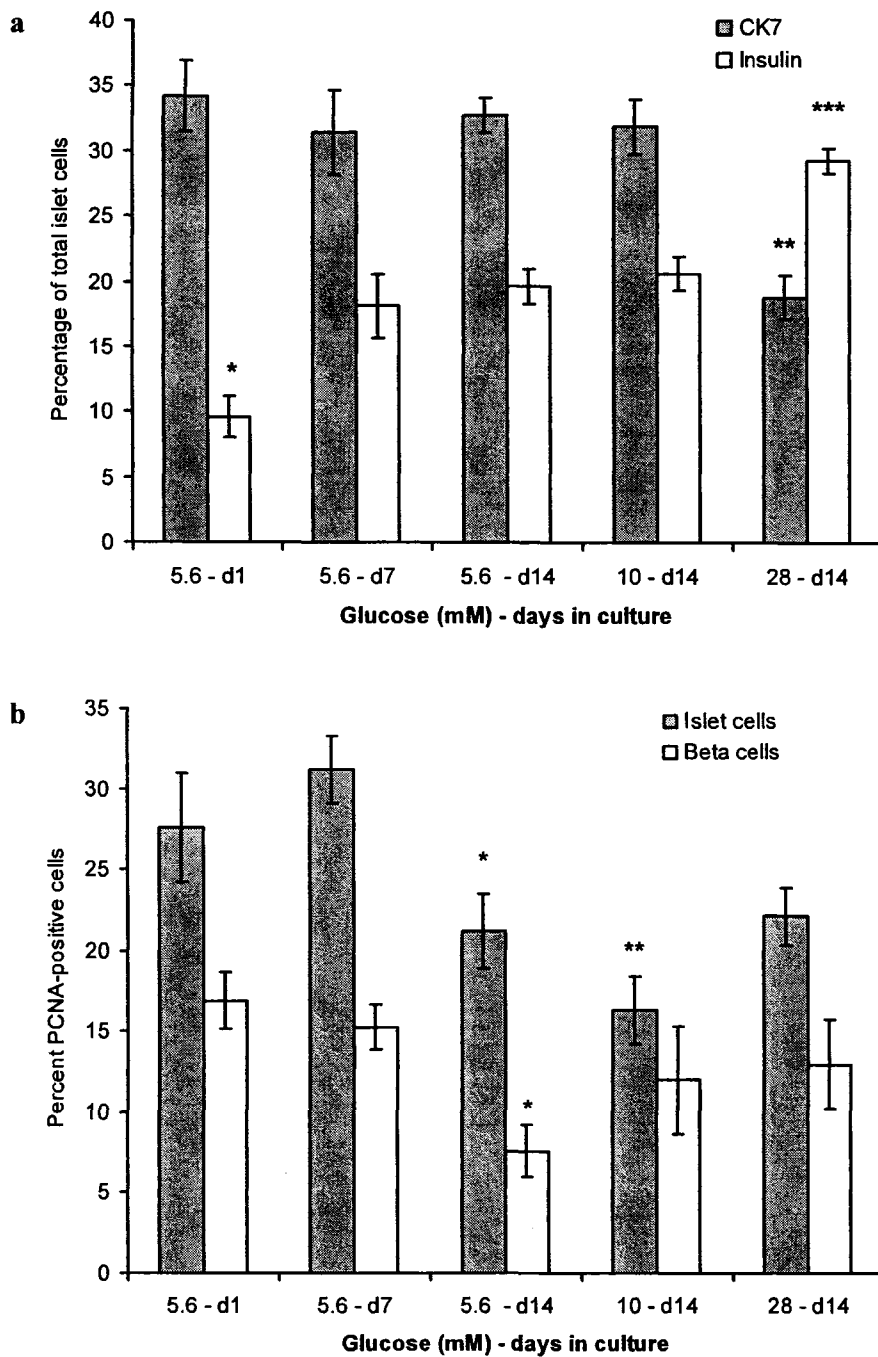 a
Percentage of total islet cells
40
35
30
25
20
15
10
5
0
CK7
Insulin
*
**
***
5.6 - d1
5.6 - d7
5.6 - d14
10 - d14
28 - d14
Glucose (mM) - days in culture
b
Percent PCNA-positive cells
35
30
25
20
15
10
5
0
Islet cells
Beta cells
*
*
**
5.6 - d1
5.6 - d7
5.6 - d14
10 - d14
28 - d14
Glucose (mM) - days in culture